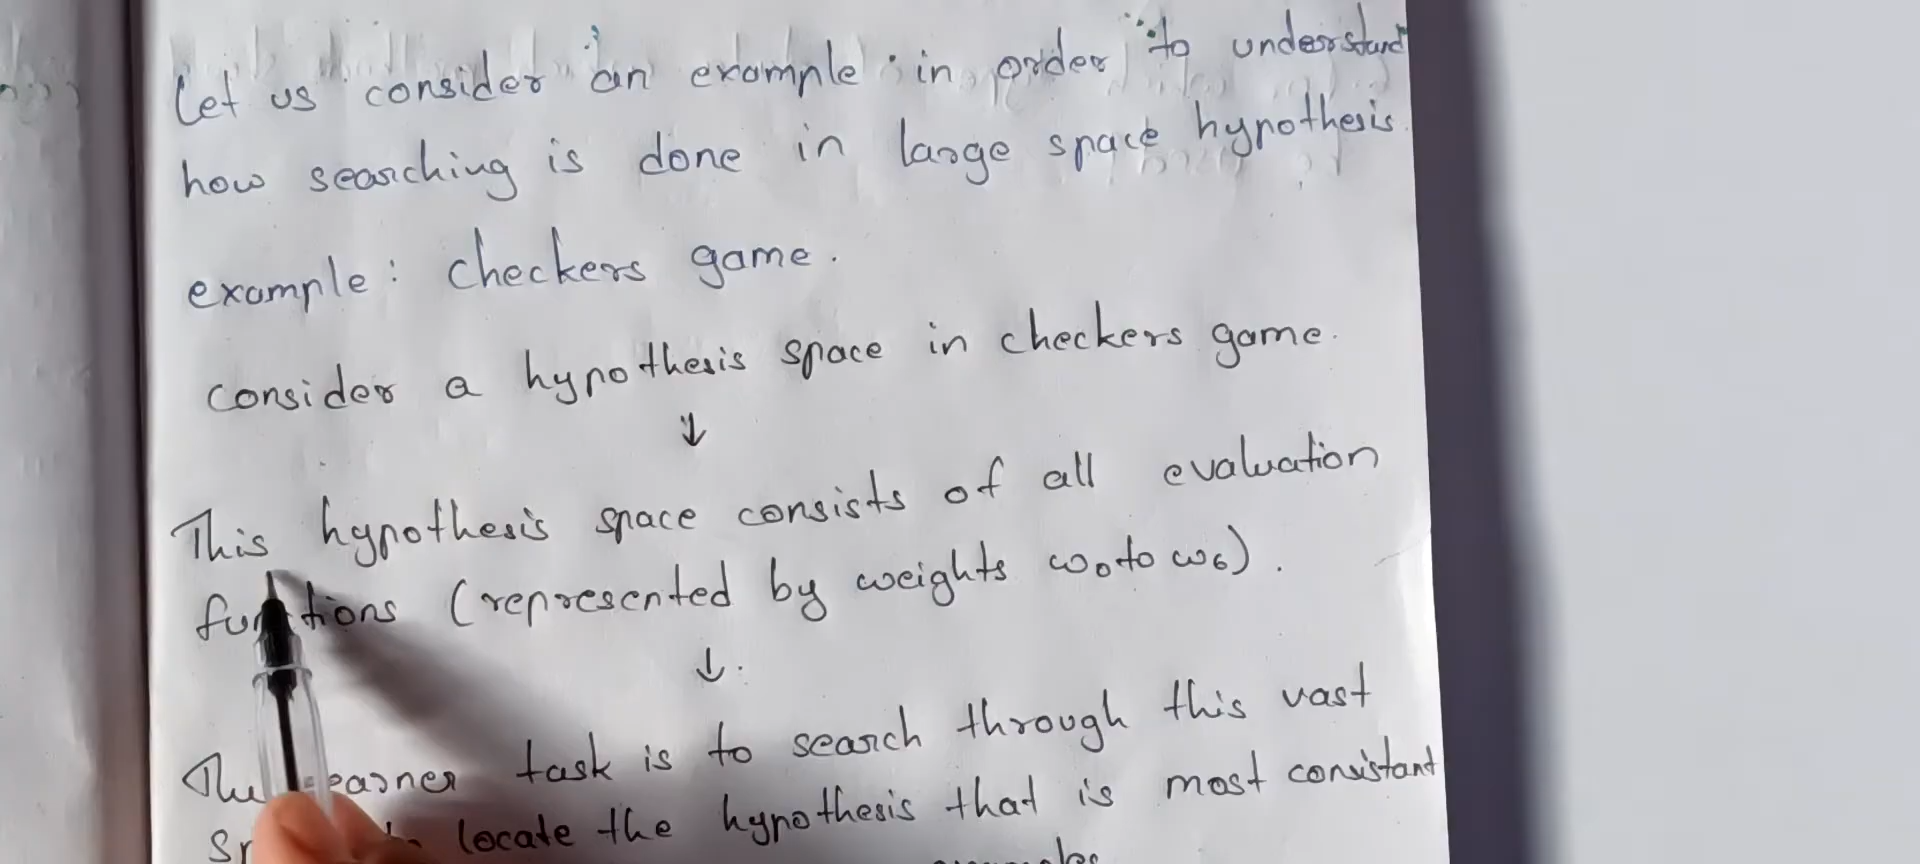 Let us consider an example in order to understand
how searching is done in large space hypothesis.
example: checkers game.
consider a hypothesis space in checkers game.
↓
This hypothesis space consists of all evaluation
functions (represented by weights w0 to w6).
↓.
The learner task is to search through this vast
locate the hypothesis that is most consistant